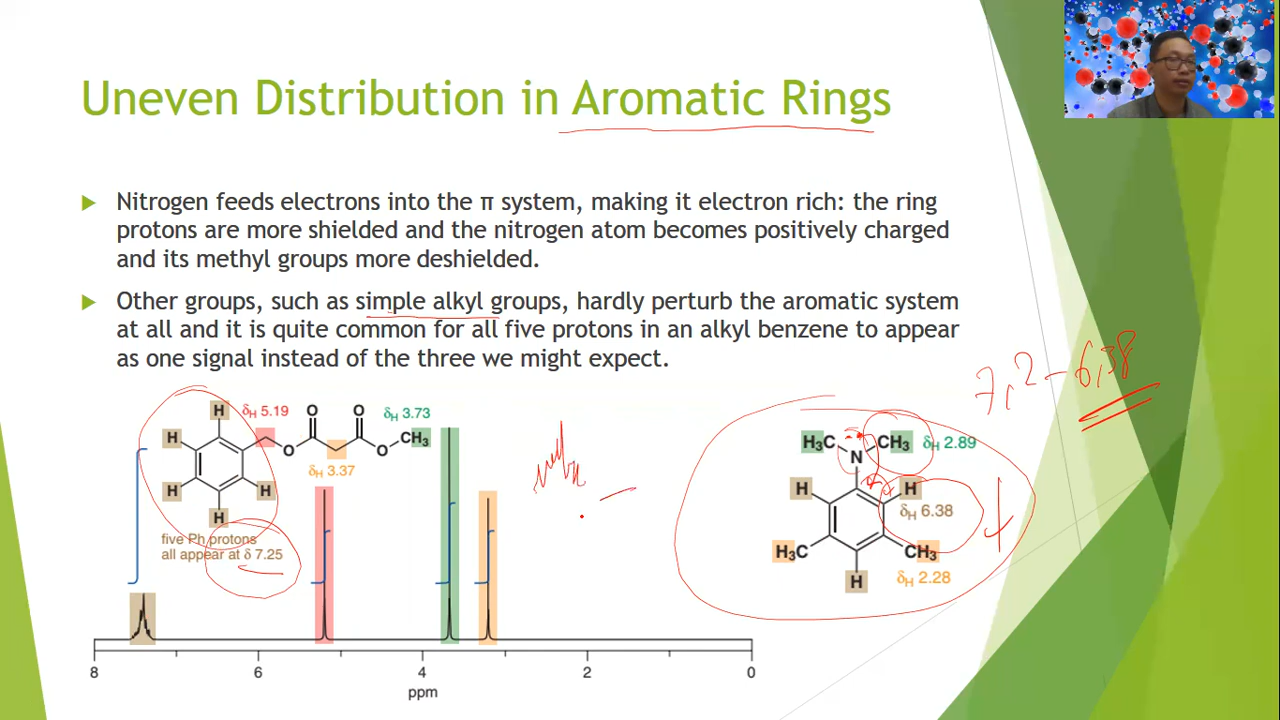 Uneven Distribution in Aromatic Rings
Nitrogen feeds electrons into the π system, making it electron rich: the ring
protons are more shielded and the nitrogen atom becomes positively charged
and its methyl groups more deshielded.
Other groups, such as simple alkyl groups, hardly perturb the aromatic system
at all and it is quite common for all five protons in an alkyl benzene to appear
as one signal instead of the three we might expect.
7,2 – 6,38
H δH 5.19 O O δH 3.73
H O O CH3
δH 3.37
H H
H
five Ph protons
all appear at δ 7.25
H3C CH3 δH 2.89
N
H H
δH 6.38
H3C CH3
H δH 2.28
8 6 4 2 0
ppm